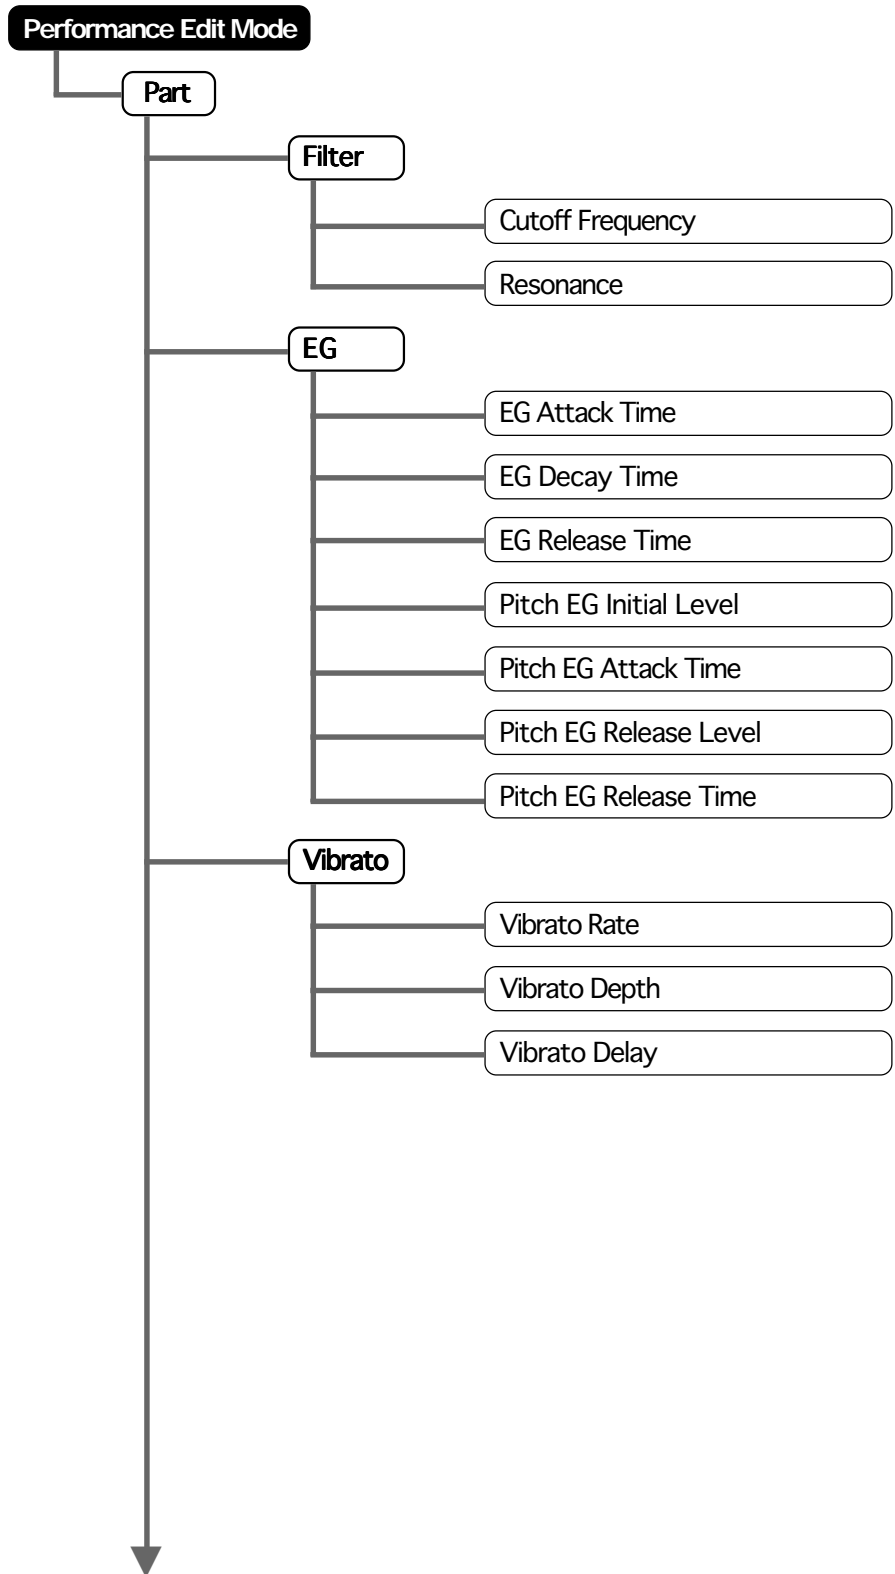 Performance Edit Mode
Part
Filter
Cutoff Frequency
Resonance
EG
EG Attack Time
EG Decay Time
EG Release Time
Pitch EG Initial Level
Pitch EG Attack Time
Pitch EG Release Level
Pitch EG Release Time
Vibrato
Vibrato Rate
Vibrato Depth
Vibrato Delay